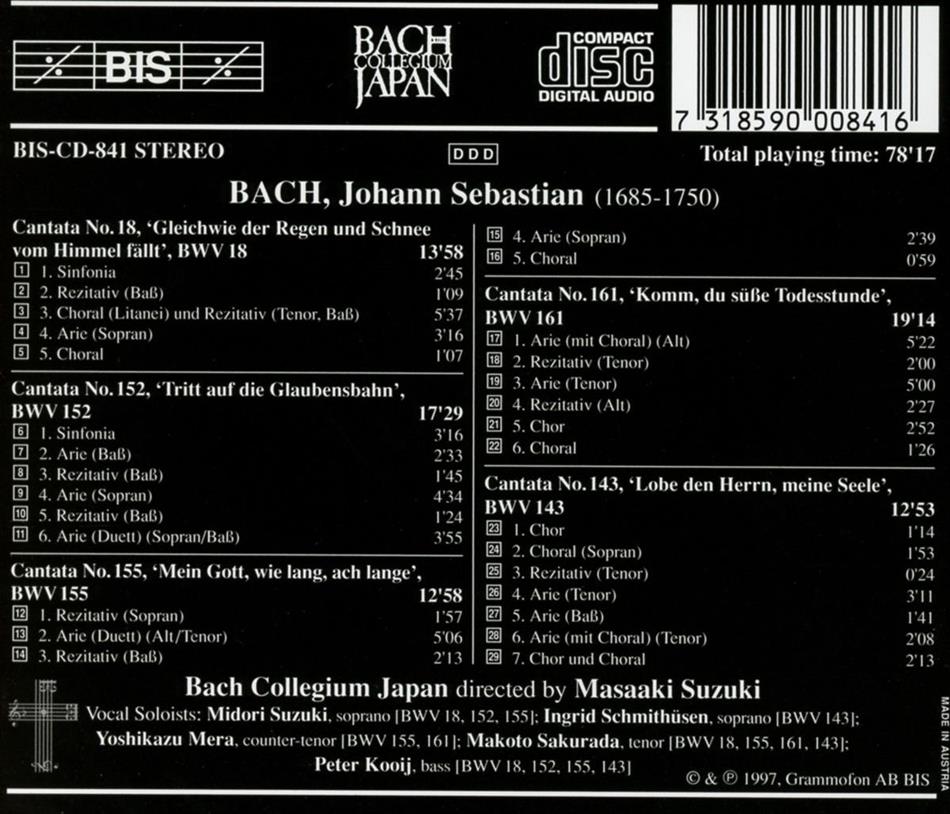 BIS
BACH
COLLEGIUM
JAPAN
COMPACT
disc
DIGITAL AUDIO
7 318590 008416
BIS-CD-841 STEREO
DDD
Total playing time: 78'17
BACH, Johann Sebastian (1685-1750)
Cantata No. 18, ‘Gleichwie der Regen und Schnee
vom Himmel fällt’, BWV 18 13'58
1 1. Sinfonia 2'45
2 2. Rezitativ (Baß) 1'09
3 3. Choral (Litanei) und Rezitativ (Tenor, Baß) 5'37
4 4. Arie (Sopran) 3'16
5 5. Choral 1'07
Cantata No. 152, ‘Tritt auf die Glaubensbahn’,
BWV 152 17'29
6 1. Sinfonia 3'16
7 2. Arie (Baß) 2'33
8 3. Rezitativ (Baß) 1'45
9 4. Arie (Sopran) 4'34
10 5. Rezitativ (Baß) 1'24
11 6. Arie (Duett) (Sopran/Baß) 3'55
Cantata No. 155, ‘Mein Gott, wie lang, ach lange’,
BWV 155 12'58
12 1. Rezitativ (Sopran) 1'57
13 2. Arie (Duett) (Alt/Tenor) 5'06
14 3. Rezitativ (Baß) 2'13
15 4. Arie (Sopran) 2'39
16 5. Choral 0'59
Cantata No. 161, ‘Komm, du süße Todesstunde’,
BWV 161 19'14
17 1. Arie (mit Choral) (Alt) 5'22
18 2. Rezitativ (Tenor) 2'00
19 3. Arie (Tenor) 5'00
20 4. Rezitativ (Alt) 2'27
21 5. Chor 2'52
22 6. Choral 1'26
Cantata No. 143, ‘Lobe den Herrn, meine Seele’,
BWV 143 12'53
23 1. Chor 1'14
24 2. Choral (Sopran) 1'53
25 3. Rezitativ (Tenor) 0'24
26 4. Arie (Tenor) 3'11
27 5. Arie (Baß) 1'41
28 6. Arie (mit Choral) (Tenor) 2'08
29 7. Chor und Choral 2'13
Bach Collegium Japan directed by Masaaki Suzuki
Vocal Soloists: Midori Suzuki, soprano [BWV 18, 152, 155]; Ingrid Schmithüsen, soprano [BWV 143];
Yoshikazu Mera, counter-tenor [BWV 155, 161]; Makoto Sakurada, tenor [BWV 18, 155, 161, 143];
Peter Kooij, bass [BWV 18, 152, 155, 143]
© & ℗ 1997, Grammofon AB BIS
MADE IN AUSTRIA